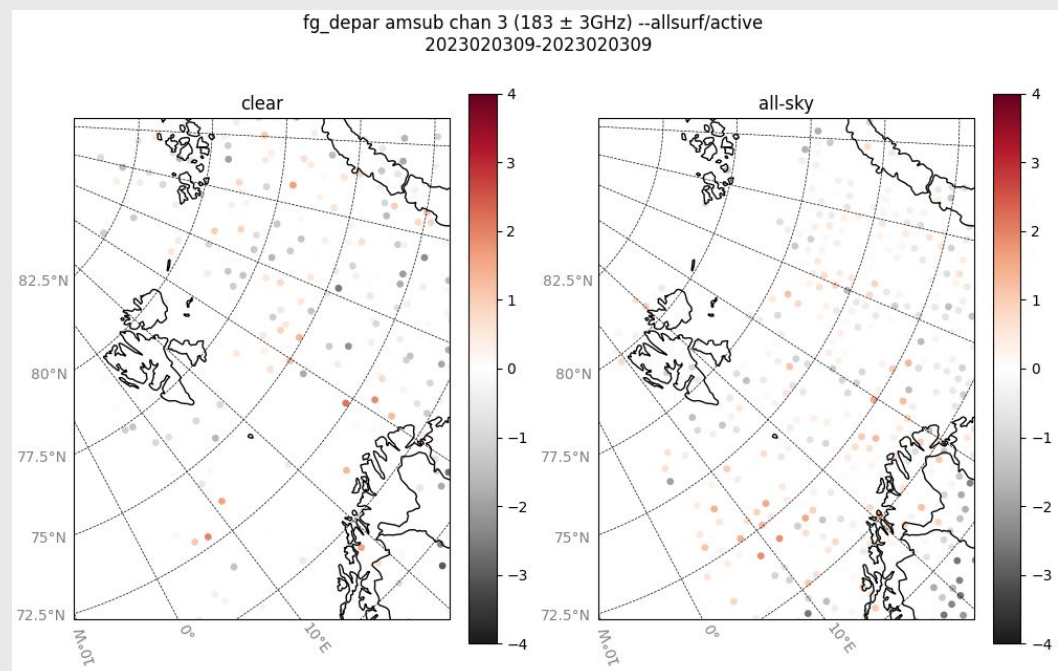 fg_depar amsub chan 3 (183 ± 3GHz) --allsurf/active
2023020309-2023020309
clear
all-sky
4
3
2
1
0
−1
−2
−3
−4
4
3
2
1
0
−1
−2
−3
−4
82.5°N
80°N
77.5°N
75°N
72.5°N
82.5°N
80°N
77.5°N
75°N
72.5°N
10°W
0°
10°E
10°W
0°
10°E